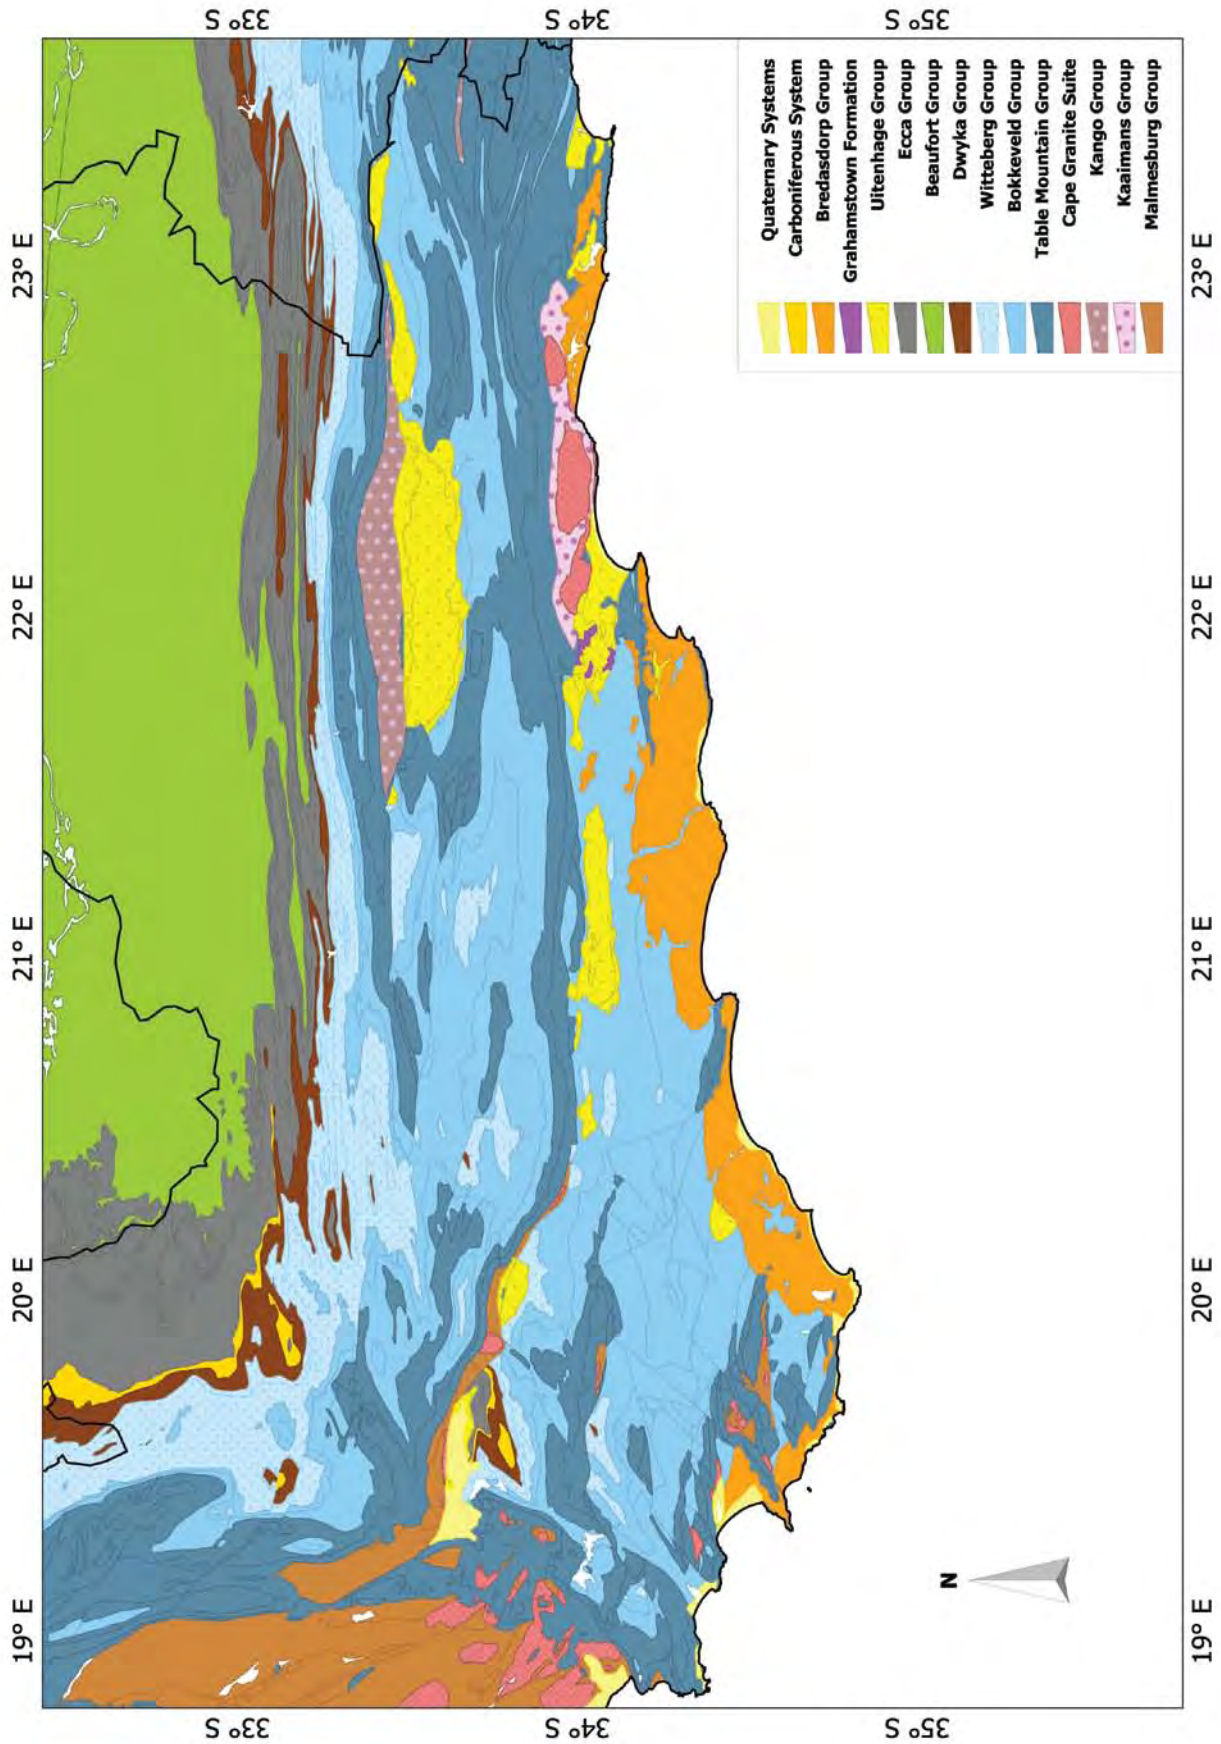 19° E
20° E
21° E
22° E
23° E
33° S
34° S
35° S
33° S
34° S
35° S
19° E
20° E
21° E
22° E
23° E
N
Quaternary Systems
Carboniferous System
Bredasdorp Group
Grahamstown Formation
Uitenhage Group
Ecca Group
Beaufort Group
Dwyka Group
Witteberg Group
Bokkeveld Group
Table Mountain Group
Cape Granite Suite
Kango Group
Kaaimans Group
Malmesburg Group